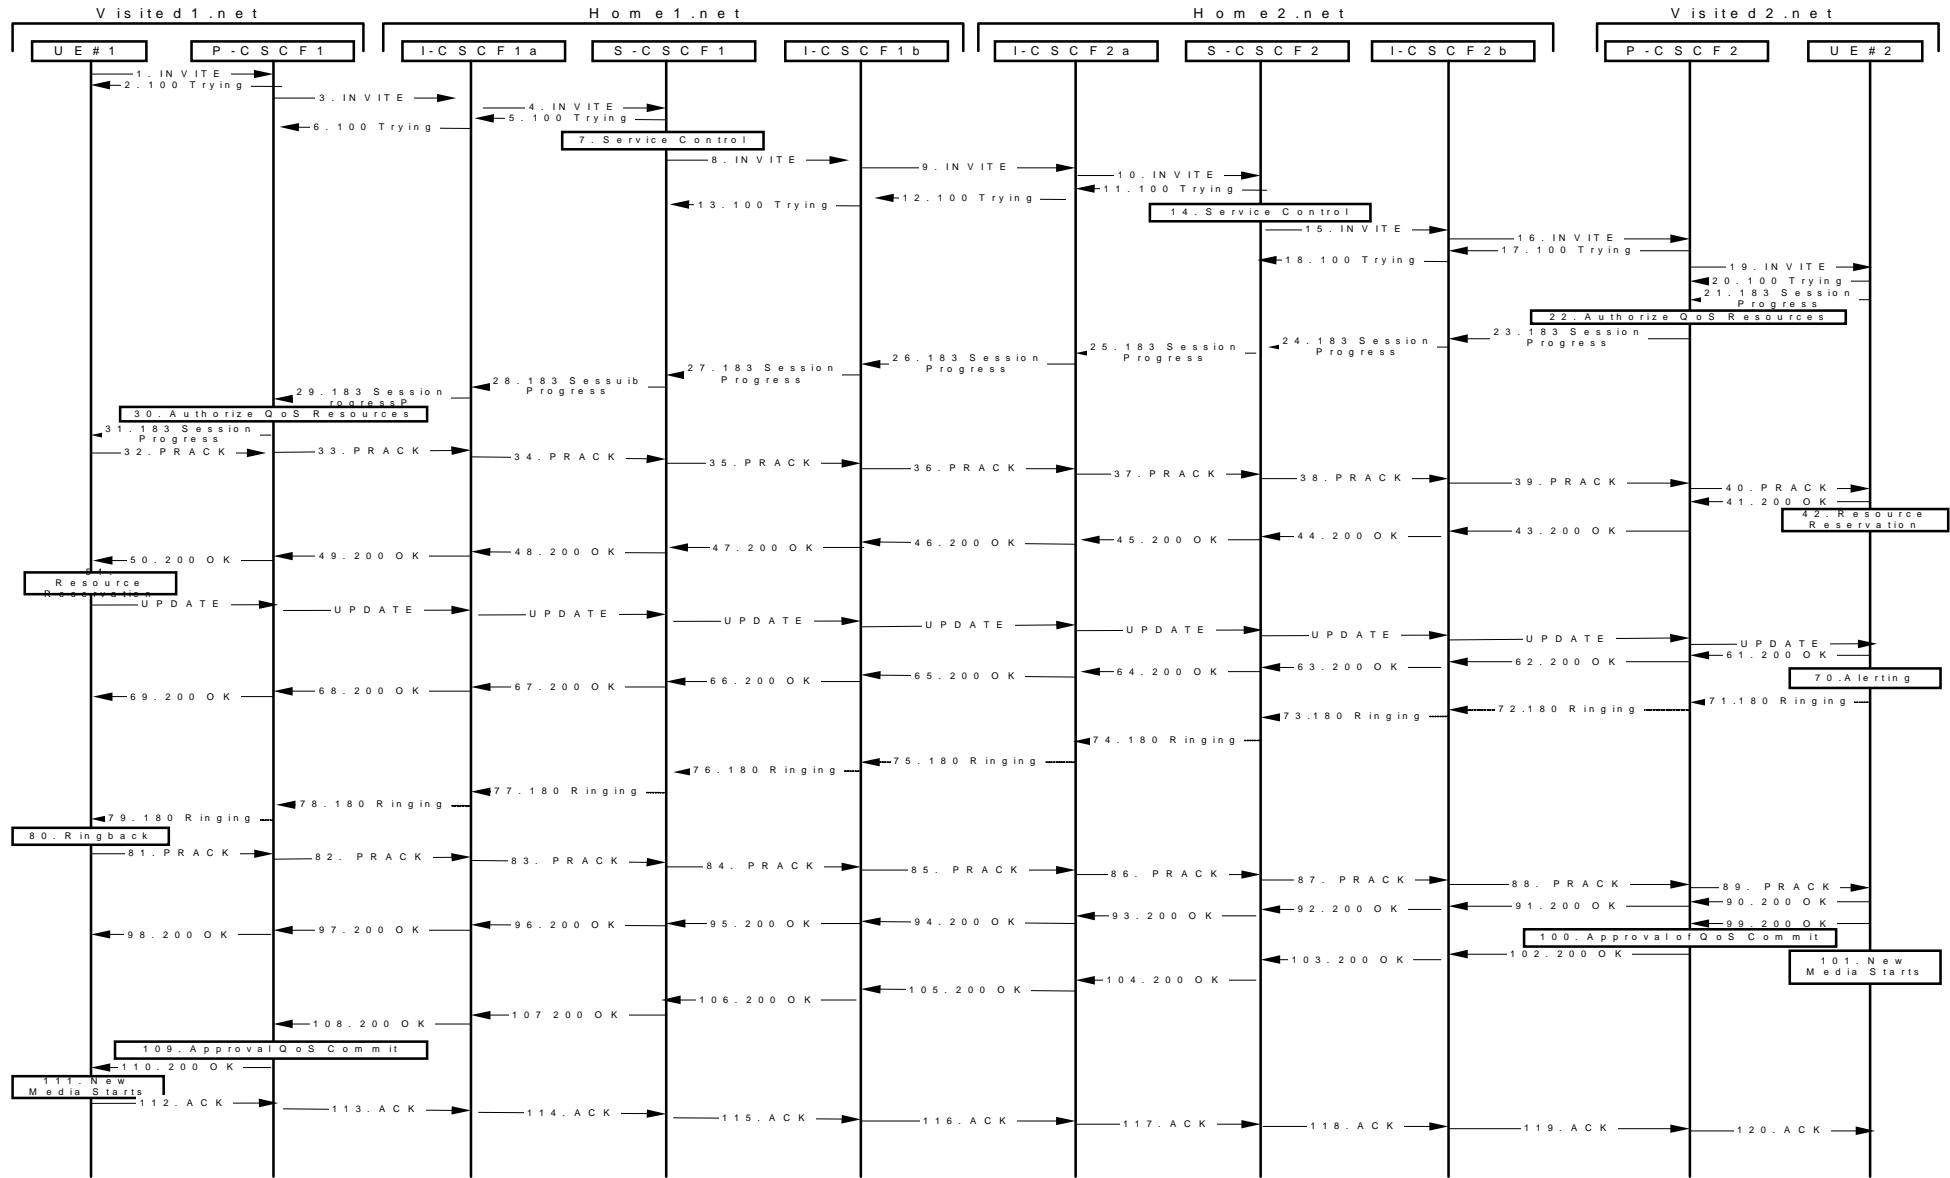 Visited1.net
Home1.net
Home2.net
Visited2.net
UE#1
P-CSCF1
I-CSCF1a
S-CSCF1
I-CSCF1b
I-CSCF2a
S-CSCF2
I-CSCF2b
P-CSCF2
UE#2
1. INVITE
2.100 Trying
3. INVITE
4. INVITE
5.100 Trying
6.100 Trying
7. Service Control
8. INVITE
9. INVITE
10. INVITE
11.100 Trying
12.100 Trying
13.100 Trying
14. Service Control
15. INVITE
16. INVITE
17.100 Trying
18.100 Trying
19. INVITE
20.100 Trying
21.183 Session
Progress
22. Authorize QoS Resources
23.183 Session
Progress
24.183 Session
Progress
25.183 Session
Progress
26.183 Session
Progress
27.183 Session
Progress
28.183 Sessuib
Progress
29.183 Session
rogressP
30. Authorize QoS Resources
31.183 Session
Progress
32. PRACK
33. PRACK
34. PRACK
35. PRACK
36. PRACK
37. PRACK
38. PRACK
39. PRACK
40. PRACK
41.200 OK
42. Resource
Reservation
43.200 OK
44.200 OK
45.200 OK
46.200 OK
47.200 OK
48.200 OK
49.200 OK
50.200 OK
Resource
Reservation
UPDATE
UPDATE
UPDATE
UPDATE
UPDATE
UPDATE
UPDATE
UPDATE
UPDATE
61.200 OK
62.200 OK
63.200 OK
64.200 OK
65.200 OK
66.200 OK
67.200 OK
68.200 OK
69.200 OK
70.Alerting
71.180 Ringing
72.180 Ringing
73.180 Ringing
74.180 Ringing
75.180 Ringing
76.180 Ringing
77.180 Ringing
78.180 Ringing
79.180 Ringing
80. Ringback
81. PRACK
82. PRACK
83. PRACK
84. PRACK
85. PRACK
86. PRACK
87. PRACK
88. PRACK
89. PRACK
90.200 OK
91.200 OK
92.200 OK
93.200 OK
94.200 OK
95.200 OK
96.200 OK
97.200 OK
98.200 OK
99.200 OK
100. Approval of QoS Commit
101. New
Media Starts
102.200 OK
103.200 OK
104.200 OK
105.200 OK
106.200 OK
107 200 OK
108.200 OK
109. Approval QoS Commit
110.200 OK
111. New
Media Starts
112. ACK
113. ACK
114. ACK
115. ACK
116. ACK
117. ACK
118. ACK
119. ACK
120. ACK